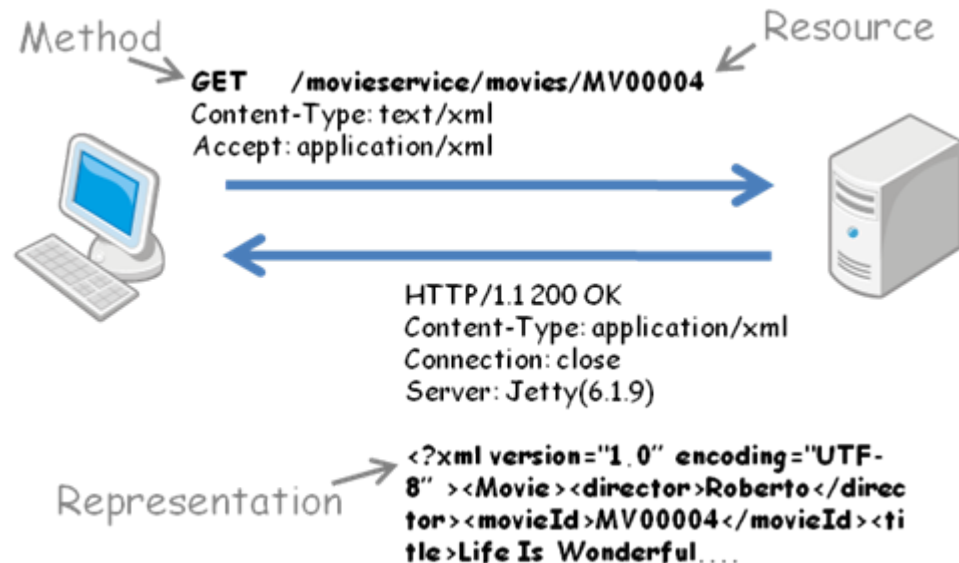 Method
Resource
GET /movieservice/movies/MV00004
Content-Type: text/xml
Accept: application/xml
HTTP/1.1 200 OK
Content-Type: application/xml
Connection: close
Server: Jetty(6.1.9)
Representation
<?xml version="1.0" encoding="UTF-
8" ><Movie><director>Roberto</direc
tor><movieId>MV00004</movieId><ti
tle>Life Is Wonderful....